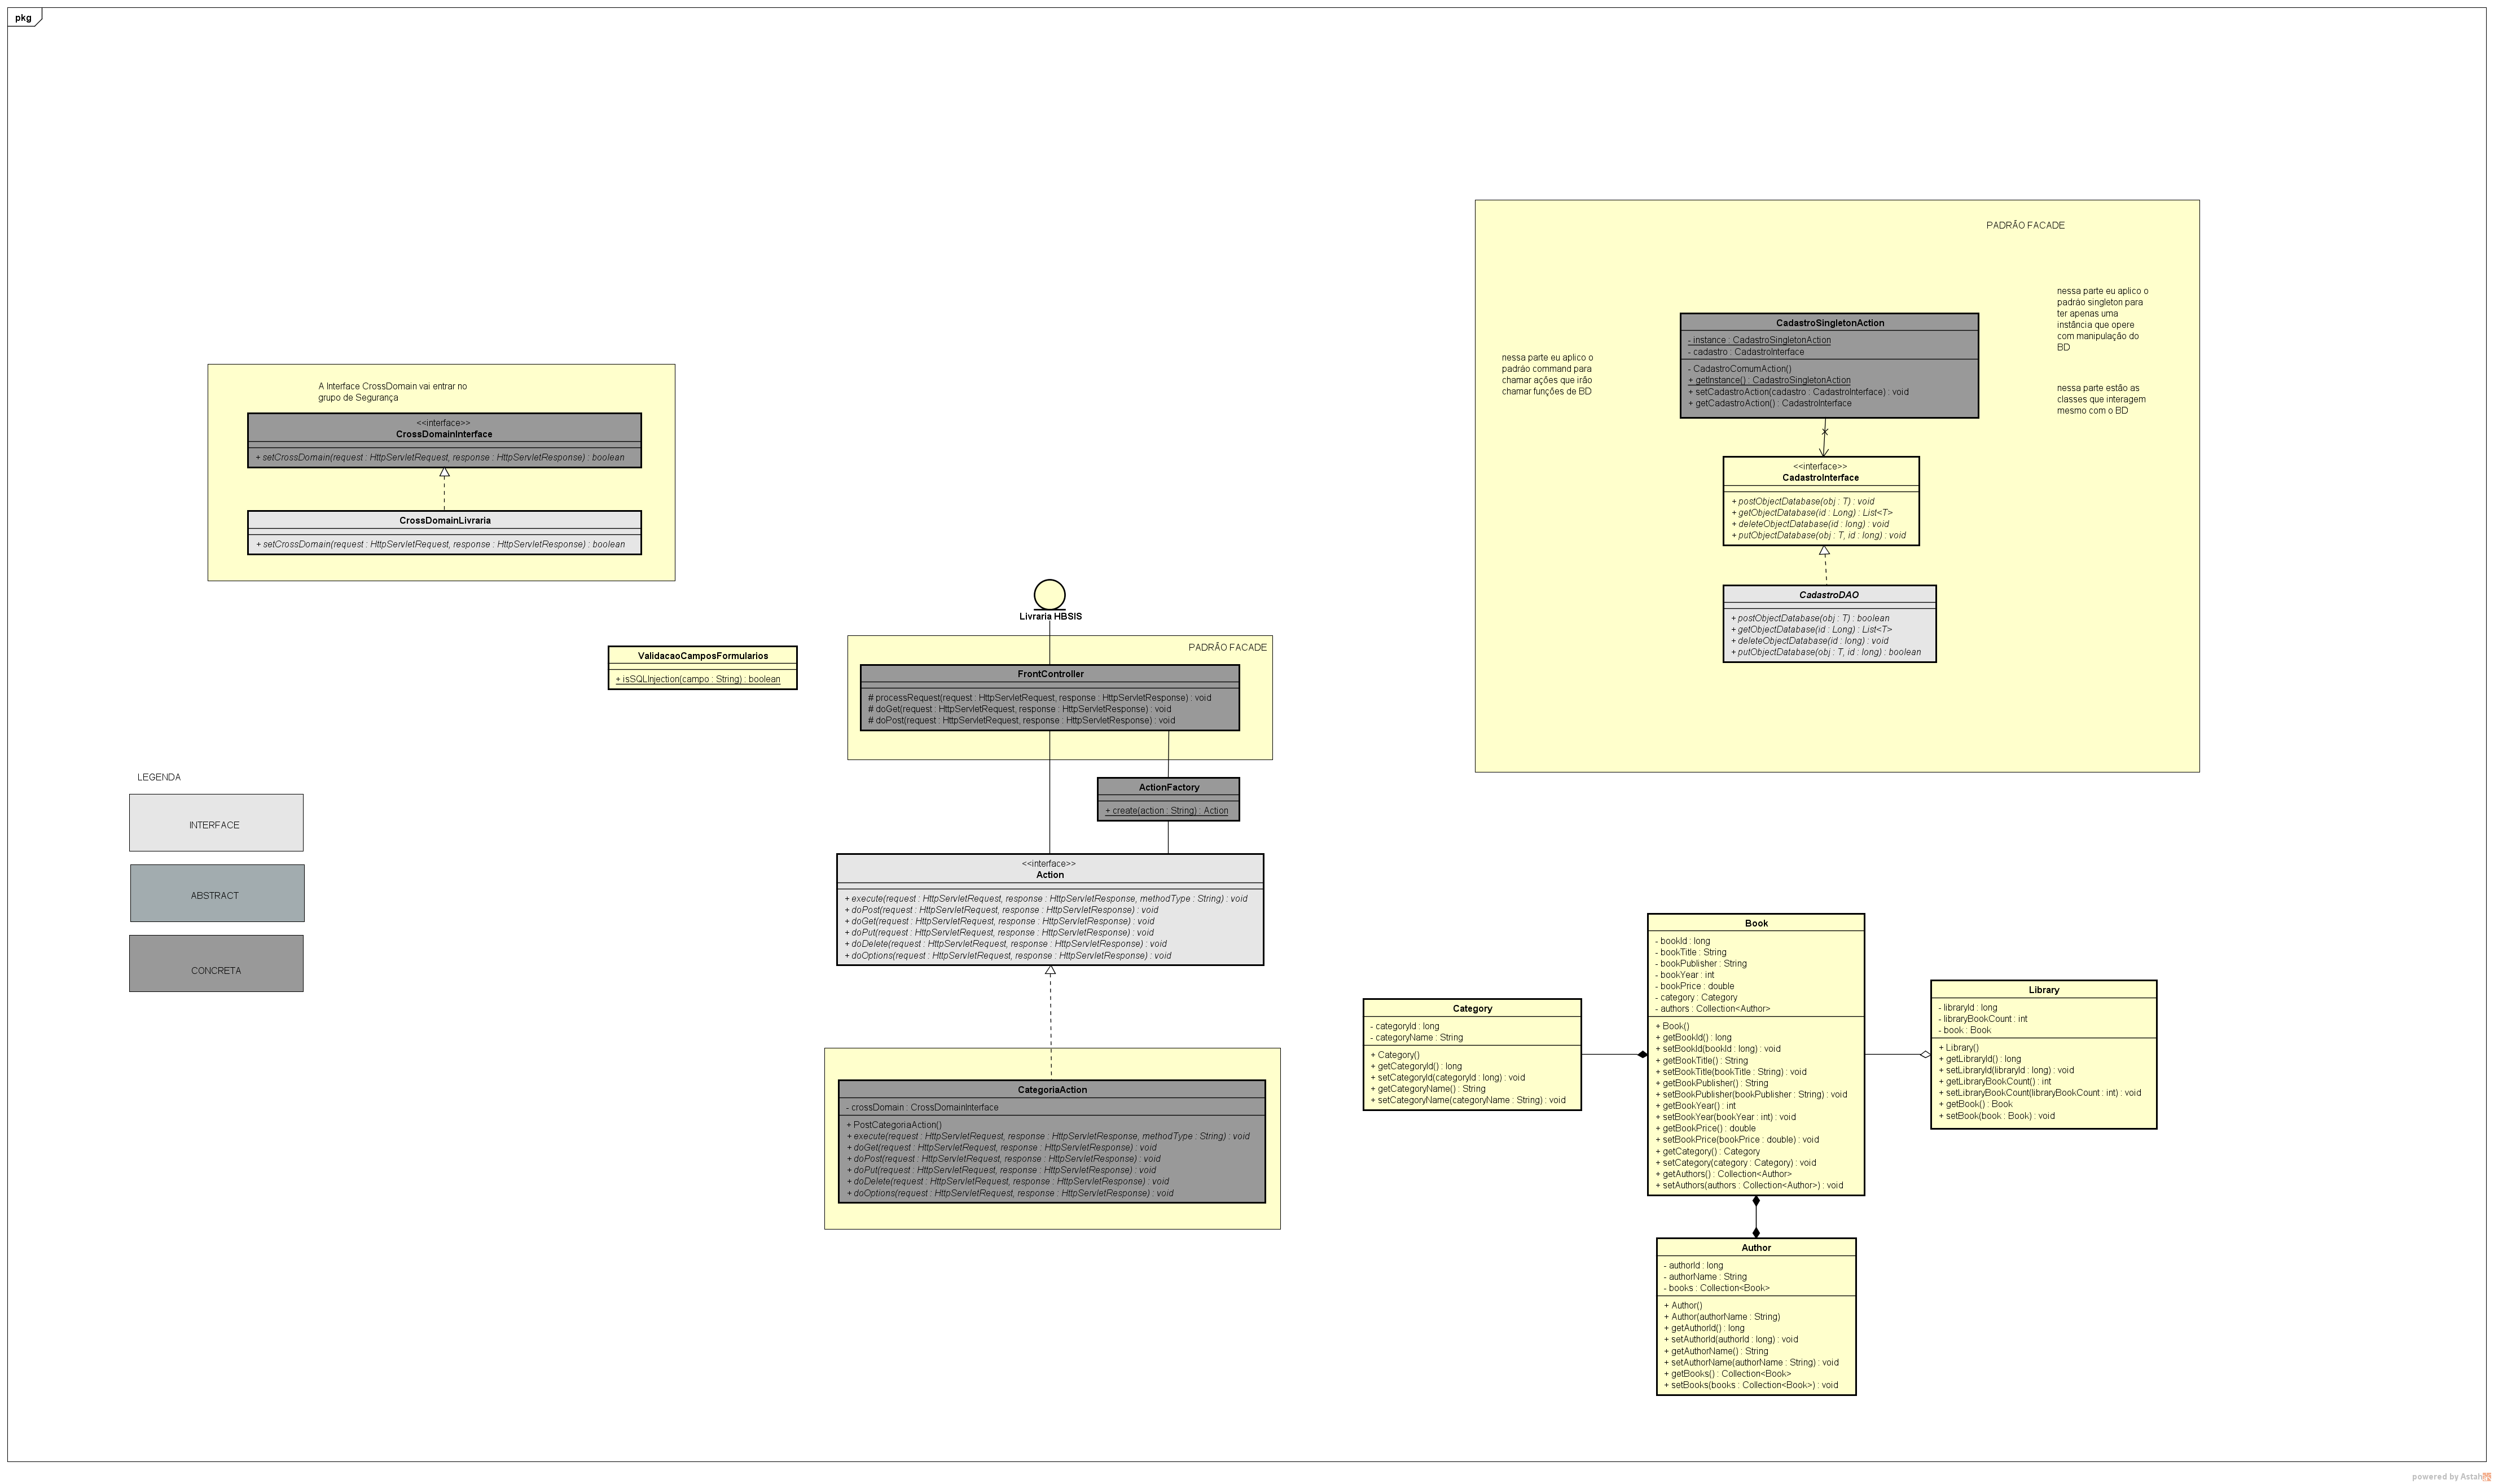 pkg
PADRÃO FACADE
nessa parte eu aplico o
padráo singleton para
ter apenas uma
instância que opere
com manipulação do
BD
nessa parte estão as
classes que interagem
mesmo com o BD
nessa parte eu aplico o
padráo command para
chamar ações que irão
chamar funções de BD
CadastroSingletonAction
- instance : CadastroSingletonAction
- cadastro : CadastroInterface
- CadastroComumAction()
+ getInstance() : CadastroSingletonAction
+ setCadastroAction(cadastro : CadastroInterface) : void
+ getCadastroAction() : CadastroInterface
<<interface>>
CadastroInterface
+ postObjectDatabase(obj : T) : void
+ getObjectDatabase(id : Long) : List<T>
+ deleteObjectDatabase(id : long) : void
+ putObjectDatabase(obj : T, id : long) : void
CadastroDAO
+ postObjectDatabase(obj : T) : boolean
+ getObjectDatabase(id : Long) : List<T>
+ deleteObjectDatabase(id : long) : void
+ putObjectDatabase(obj : T, id : long) : boolean
A Interface CrossDomain vai entrar no
grupo de Segurança
<<interface>>
CrossDomainInterface
+ setCrossDomain(request : HttpServletRequest, response : HttpServletResponse) : boolean
CrossDomainLivraria
+ setCrossDomain(request : HttpServletRequest, response : HttpServletResponse) : boolean
Livraria HBSIS
ValidacaoCamposFormularios
+ isSQLInjection(campo : String) : boolean
PADRÃO FACADE
FrontController
# processRequest(request : HttpServletRequest, response : HttpServletResponse) : void
# doGet(request : HttpServletRequest, response : HttpServletResponse) : void
# doPost(request : HttpServletRequest, response : HttpServletResponse) : void
ActionFactory
+ create(action : String) : Action
<<interface>>
Action
+ execute(request : HttpServletRequest, response : HttpServletResponse, methodType : String) : void
+ doPost(request : HttpServletRequest, response : HttpServletResponse) : void
+ doGet(request : HttpServletRequest, response : HttpServletResponse) : void
+ doPut(request : HttpServletRequest, response : HttpServletResponse) : void
+ doDelete(request : HttpServletRequest, response : HttpServletResponse) : void
+ doOptions(request : HttpServletRequest, response : HttpServletResponse) : void
CategoriaAction
- crossDomain : CrossDomainInterface
+ PostCategoriaAction()
+ execute(request : HttpServletRequest, response : HttpServletResponse, methodType : String) : void
+ doGet(request : HttpServletRequest, response : HttpServletResponse) : void
+ doPost(request : HttpServletRequest, response : HttpServletResponse) : void
+ doPut(request : HttpServletRequest, response : HttpServletResponse) : void
+ doDelete(request : HttpServletRequest, response : HttpServletResponse) : void
+ doOptions(request : HttpServletRequest, response : HttpServletResponse) : void
LEGENDA
INTERFACE
ABSTRACT
CONCRETA
Category
- categoryId : long
- categoryName : String
+ Category()
+ getCategoryId() : long
+ setCategoryId(categoryId : long) : void
+ getCategoryName() : String
+ setCategoryName(categoryName : String) : void
Book
- bookId : long
- bookTitle : String
- bookPublisher : String
- bookYear : int
- bookPrice : double
- category : Category
- authors : Collection<Author>
+ Book()
+ getBookId() : long
+ setBookId(bookId : long) : void
+ getBookTitle() : String
+ setBookTitle(bookTitle : String) : void
+ getBookPublisher() : String
+ setBookPublisher(bookPublisher : String) : void
+ getBookYear() : int
+ setBookYear(bookYear : int) : void
+ getBookPrice() : double
+ setBookPrice(bookPrice : double) : void
+ getCategory() : Category
+ setCategory(category : Category) : void
+ getAuthors() : Collection<Author>
+ setAuthors(authors : Collection<Author>) : void
Library
- libraryId : long
- libraryBookCount : int
- book : Book
+ Library()
+ getLibraryId() : long
+ setLibraryId(libraryId : long) : void
+ getLibraryBookCount() : int
+ setLibraryBookCount(libraryBookCount : int) : void
+ getBook() : Book
+ setBook(book : Book) : void
Author
- authorId : long
- authorName : String
- books : Collection<Book>
+ Author()
+ Author(authorName : String)
+ getAuthorId() : long
+ setAuthorId(authorId : long) : void
+ getAuthorName() : String
+ setAuthorName(authorName : String) : void
+ getBooks() : Collection<Book>
+ setBooks(books : Collection<Book>) : void
powered by Astah